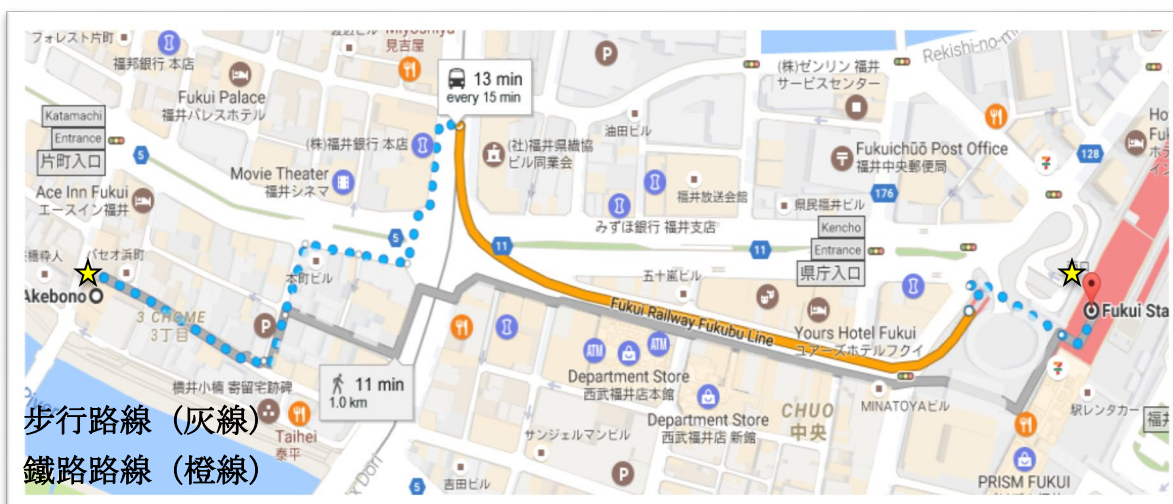 フォレスト片町
福邦銀行 本店
見吉屋
Fukui Palace
福井パレスホテル
Katamachi
Entrance
片町入口
5
(株)福井銀行 本店
Movie Theater
福井シネマ
Ace Inn Fukui
エースイン福井
パセオ浜町
Akebono
3 CHOME
3丁目
本町ビル
5
横井小楠 寄留宅跡碑
Taihei
泰平
步行路線（灰線）
鐵路路線（橙線）
13 min
every 15 min
(社)福井県繊協
ビル同業会
油田ビル
P
福井放送会館
みずほ銀行 福井支店
11
五十嵐ビル
Fukui Railway Fukubu Line
ATM
ATM
Department Store
西武福井店本館
Department Store
西武福井店 新館
サンジェルマンビル
P
吉田ビル
5
11 min
1.0 km
P
(株)ゼンリン 福井
サービスセンター
Rekishi-no-mi
Fukuichūō Post Office
福井中央郵便局
176
128
県民福井ビル
Kencho
Entrance
県庁入口
11
Yours Hotel Fukui
ユアーズホテルフクイ
Fukui Sta
MINATOYAビル
CHUO
中央
駅レンタカー
福井
PRISM FUKUI